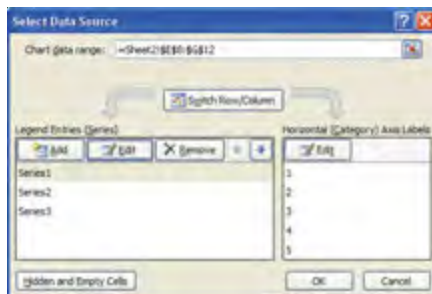 Select Data Source
Chart data range: =Sheet2!$E$8:$G$12
Switch Row/Column
Legend Entries (Series)
Horizontal (Category) Axis Labels
Add Edit Remove
Edit
Series1
Series2
Series3
1
2
3
4
5
Hidden and Empty Cells
OK Cancel